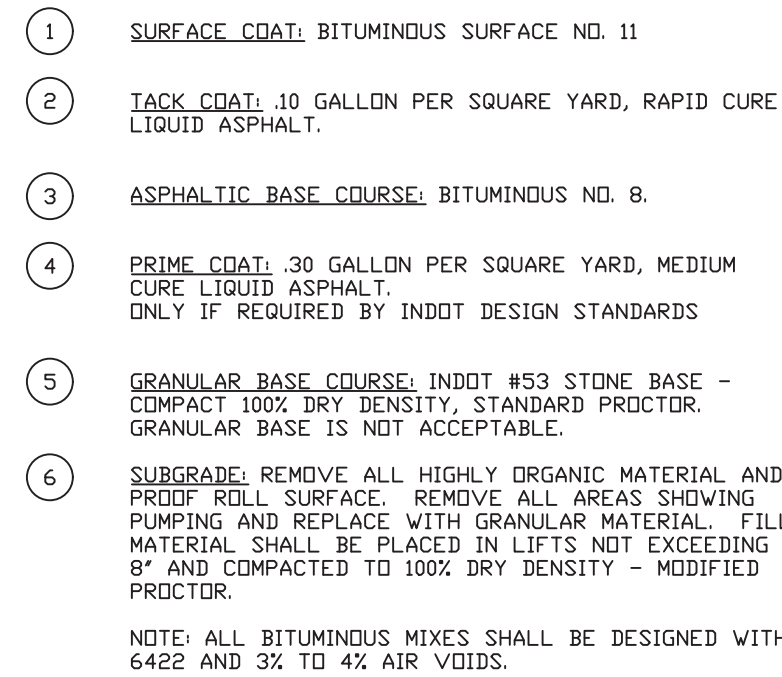 1 SURFACE COAT: BITUMINOUS SURFACE NO. 11
2 TACK COAT: .10 GALLON PER SQUARE YARD, RAPID CURE
LIQUID ASPHALT.
3 ASPHALTIC BASE COURSE: BITUMINOUS NO. 8.
4 PRIME COAT: .30 GALLON PER SQUARE YARD, MEDIUM
CURE LIQUID ASPHALT.
ONLY IF REQUIRED BY INDOT DESIGN STANDARDS
5 GRANULAR BASE COURSE: INDOT #53 STONE BASE -
COMPACT 100% DRY DENSITY, STANDARD PROCTOR.
GRANULAR BASE IS NOT ACCEPTABLE.
6 SUBGRADE: REMOVE ALL HIGHLY ORGANIC MATERIAL AND
PROOF ROLL SURFACE. REMOVE ALL AREAS SHOWING
PUMPING AND REPLACE WITH GRANULAR MATERIAL. FILL
MATERIAL SHALL BE PLACED IN LIFTS NOT EXCEEDING
8" AND COMPACTED TO 100% DRY DENSITY - MODIFIED
PROCTOR.
NOTE: ALL BITUMINOUS MIXES SHALL BE DESIGNED WITH
6422 AND 3% TO 4% AIR VOIDS.